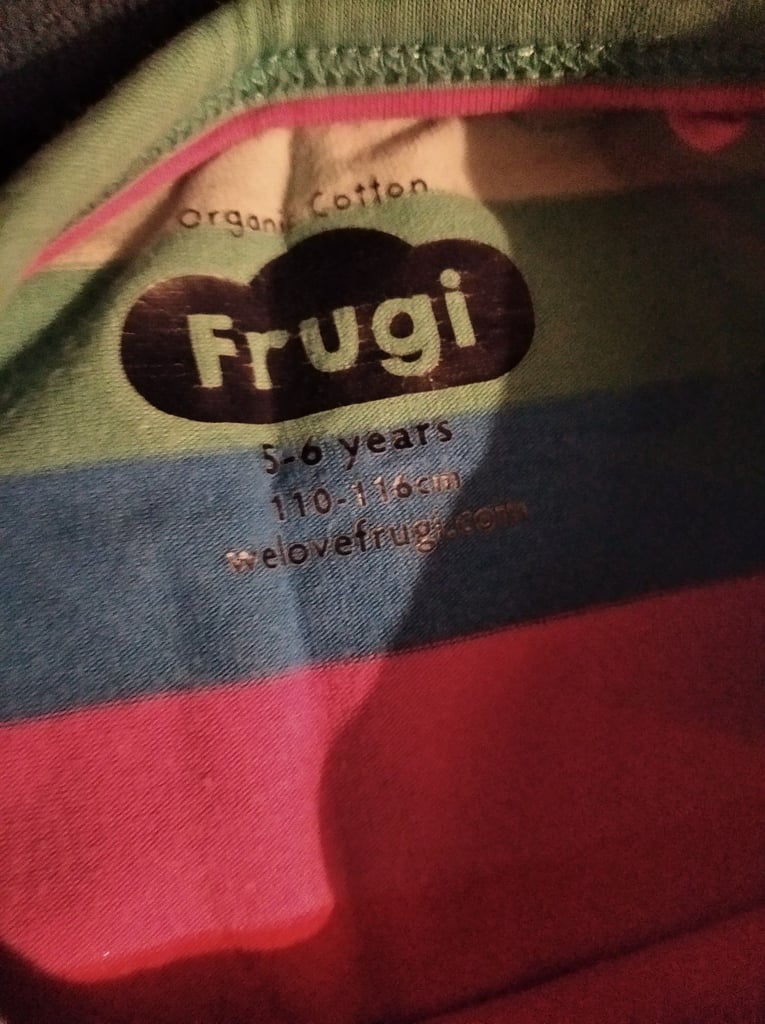 Organic Cotton
Frugi
5-6 years
110-116cm
welovefrugi.com